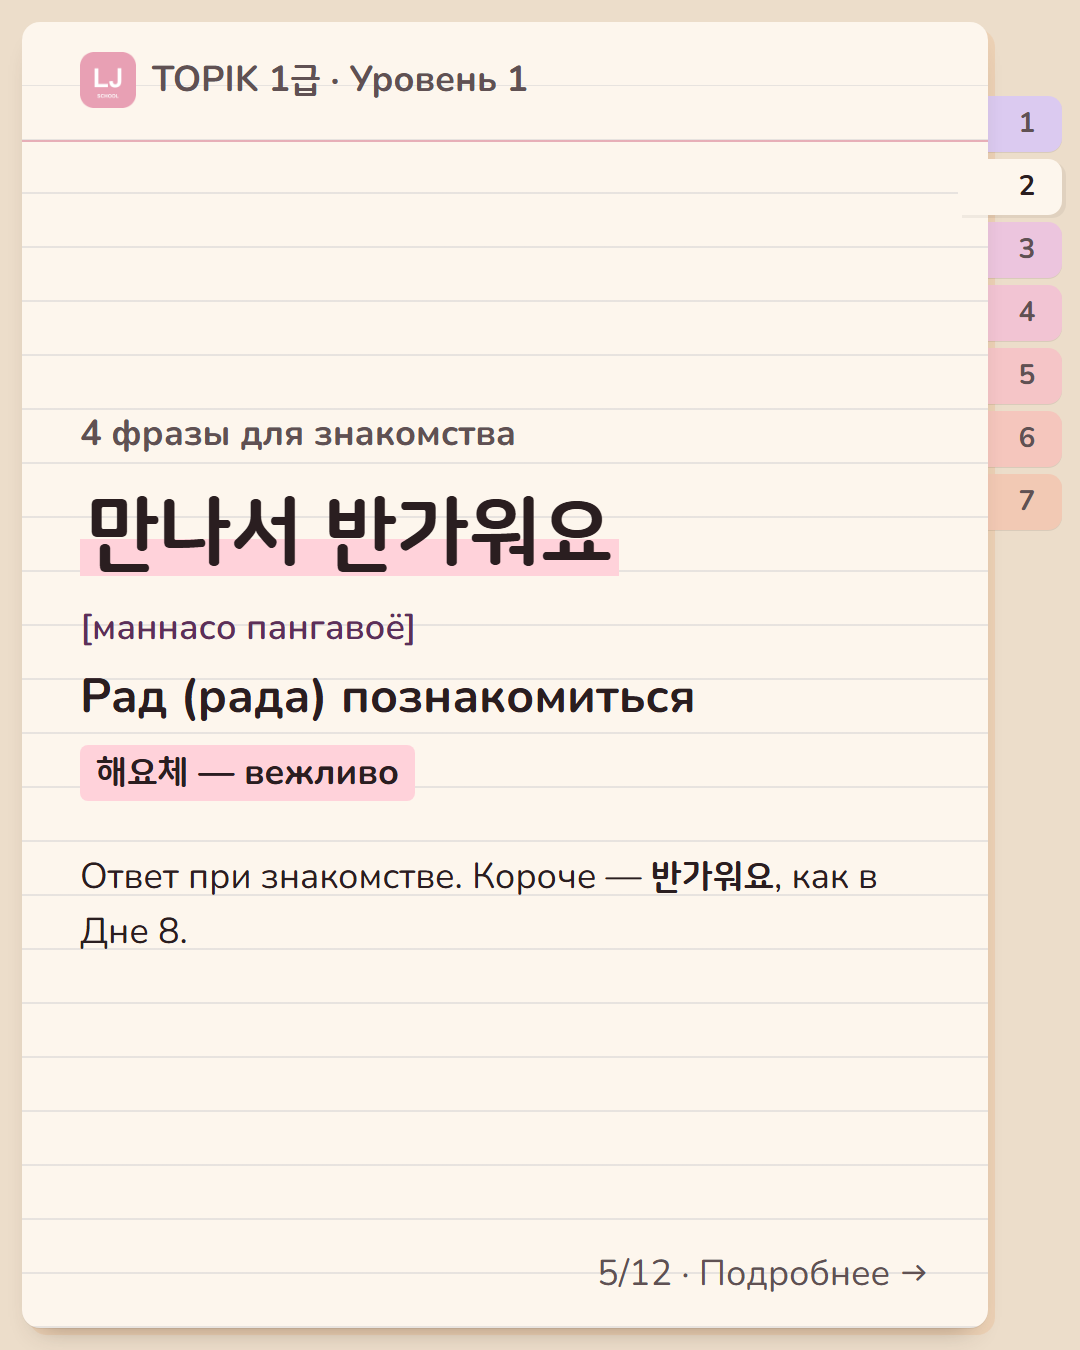 LJ
SCHOOL
TOPIK 1급 · Уровень 1
1
2
3
4
5
6
7
4 фразы для знакомства
만나서 반가워요
[маннасо пангавоё]
Рад (рада) познакомиться
해요체 — вежливо
Ответ при знакомстве. Короче — 반가워요, как в
Дне 8.
5/12 · Подробнее →